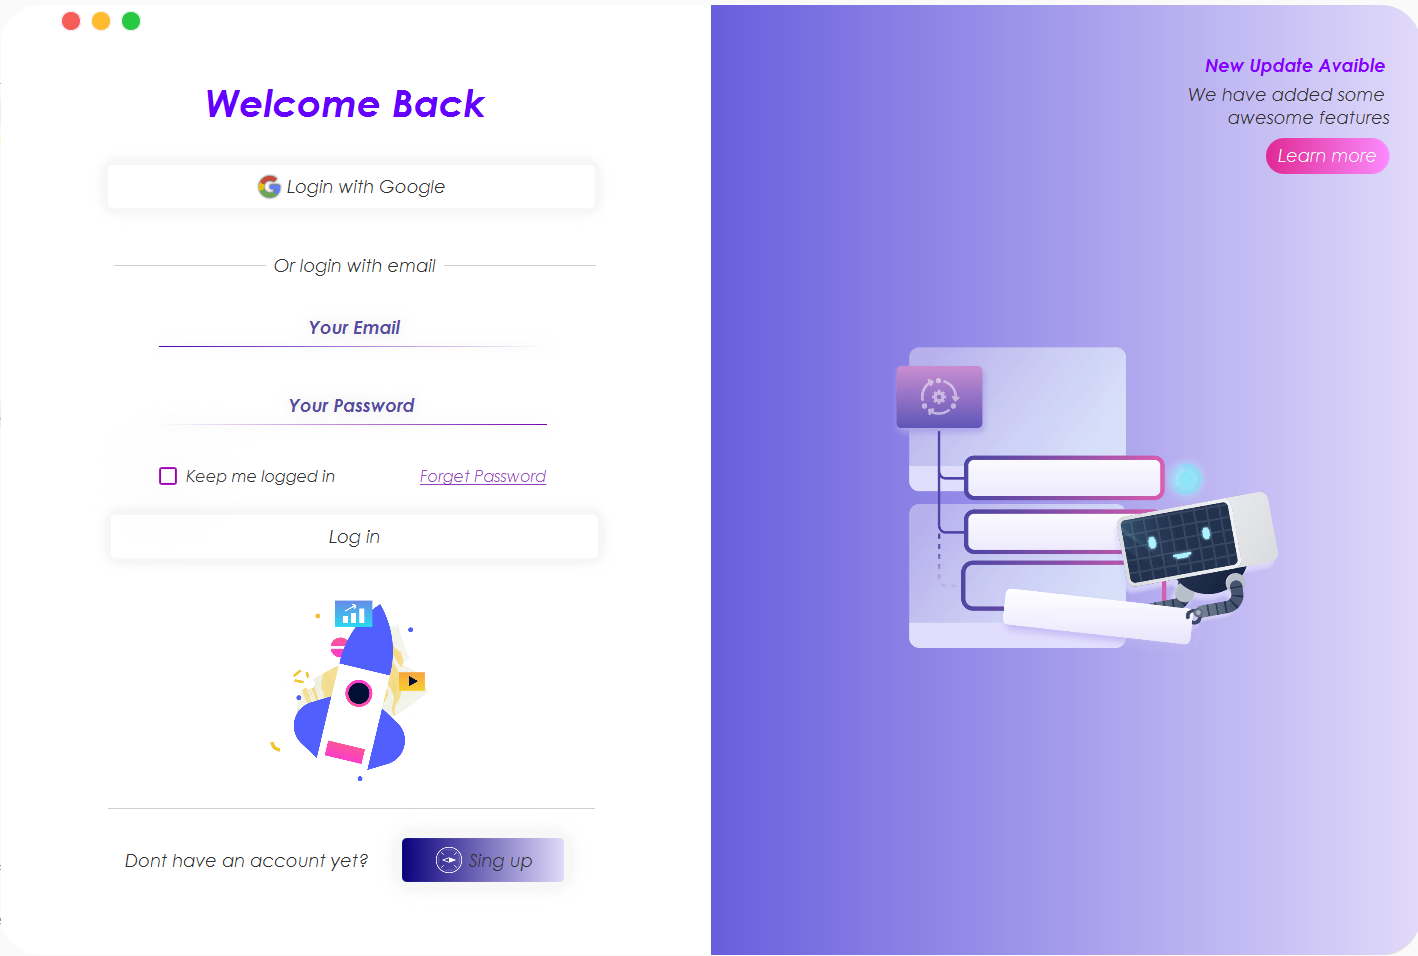 Welcome Back
Login with Google
Or login with email
Your Email
Your Password
Keep me logged in
Forget Password
Log in
Dont have an account yet?
Sing up
New Update Avaible
We have added some
awesome features
Learn more